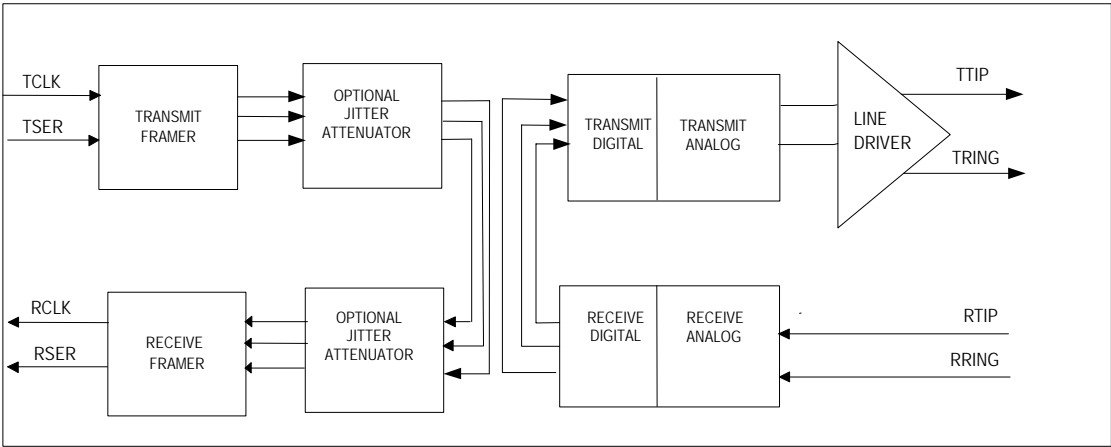 TCLK
TSER
TRANSMIT
FRAMER
OPTIONAL
JITTER
ATTENUATOR
TRANSMIT
DIGITAL
TRANSMIT
ANALOG
LINE
DRIVER
TTIP
TRING
RCLK
RSER
RECEIVE
FRAMER
OPTIONAL
JITTER
ATTENUATOR
RECEIVE
DIGITAL
RECEIVE
ANALOG
RTIP
RRING